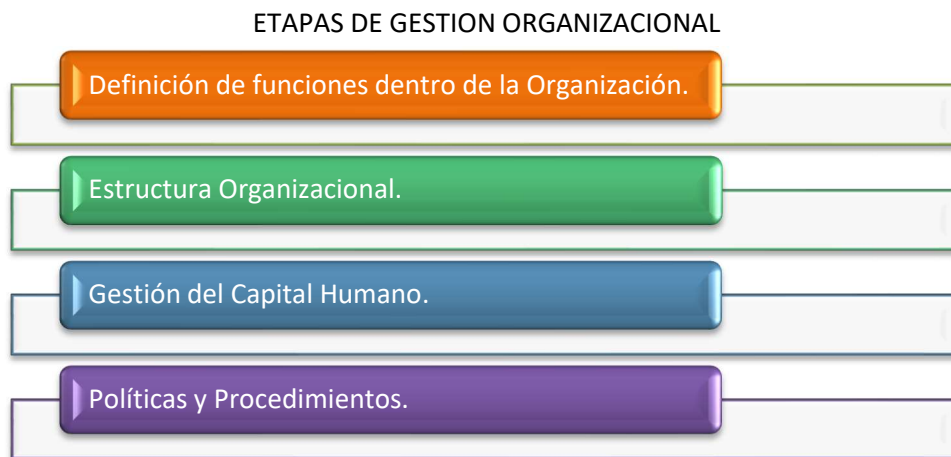 ETAPAS DE GESTION ORGANIZACIONAL
Definición de funciones dentro de la Organización.
Estructura Organizacional.
Gestión del Capital Humano.
Políticas y Procedimientos.